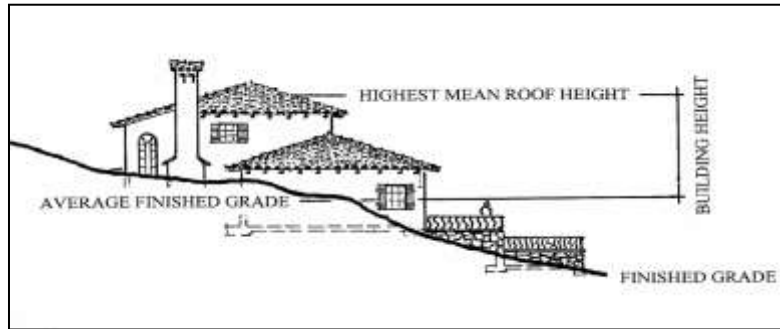 HIGHEST MEAN ROOF HEIGHT
BUILDING HEIGHT
AVERAGE FINISHED GRADE
FINISHED GRADE